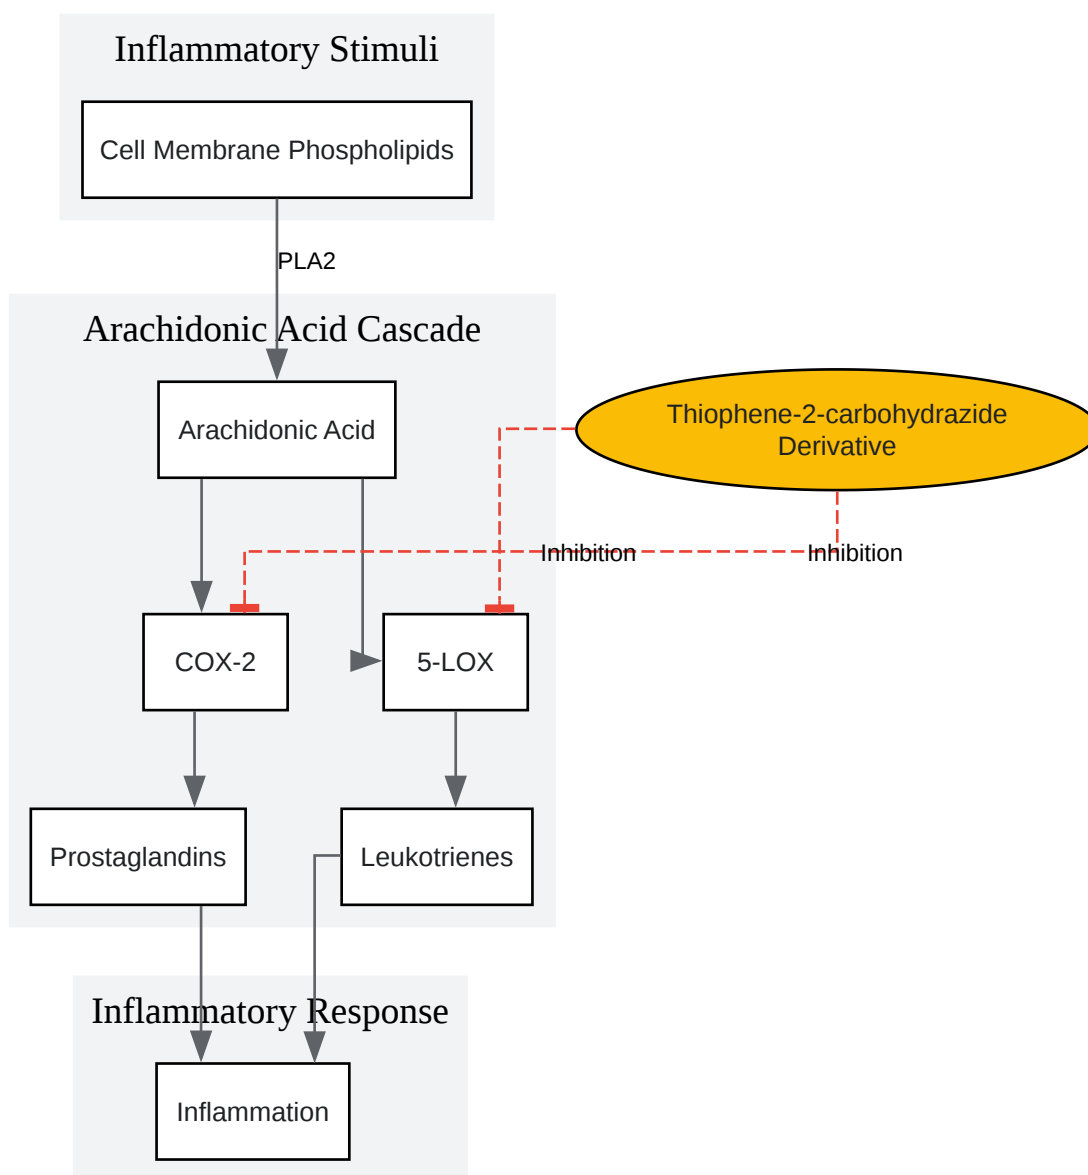 Inflammatory Stimuli
Cell Membrane Phospholipids
PLA2
Arachidonic Acid Cascade
Arachidonic Acid
Thiophene-2-carbohydrazide
Derivative
Inhibition
Inhibition
COX-2
5-LOX
Prostaglandins
Leukotrienes
Inflammatory Response
Inflammation